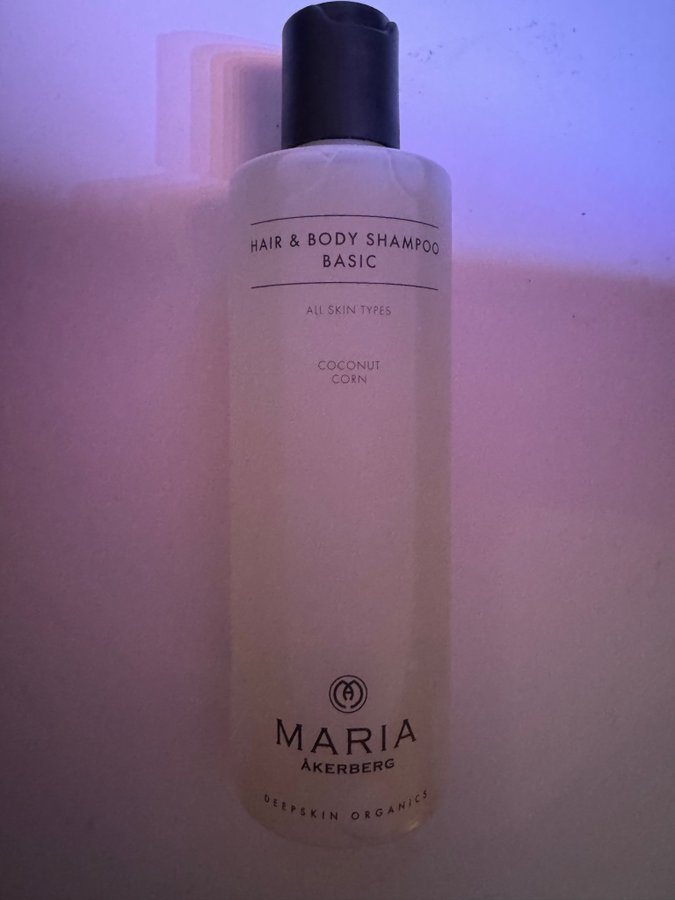 HAIR & BODY SHAMPOO
BASIC
ALL SKIN TYPES
COCONUT
CORN
MARIA
ÅKERBERG
DEEPSKIN ORGANICS